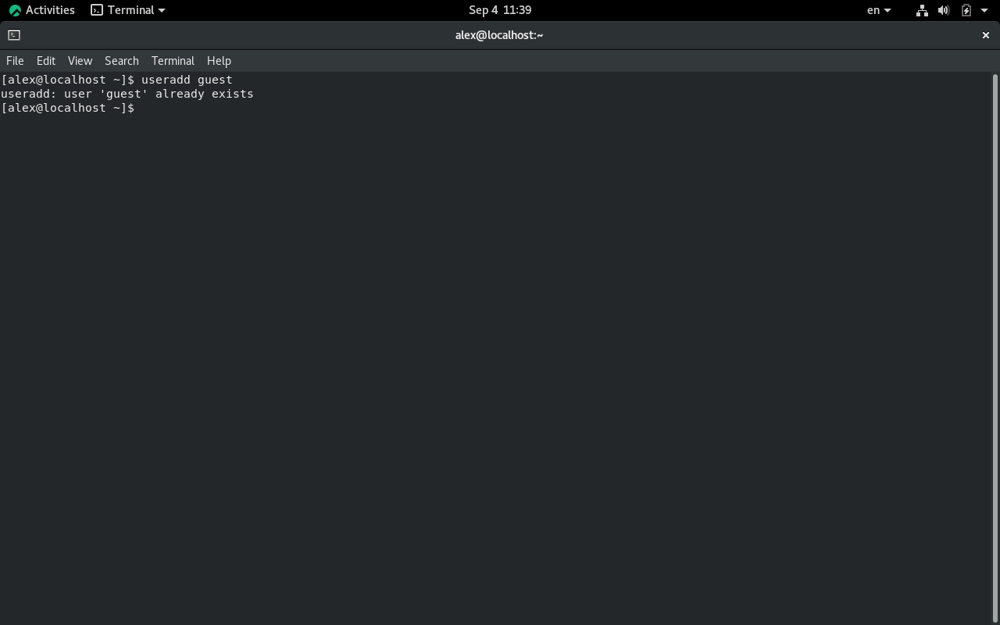 Activities Terminal Sep 4 11:39 en
alex@localhost:~
File Edit View Search Terminal Help
[alex@localhost ~]$ useradd guest
useradd: user 'guest' already exists
[alex@localhost ~]$